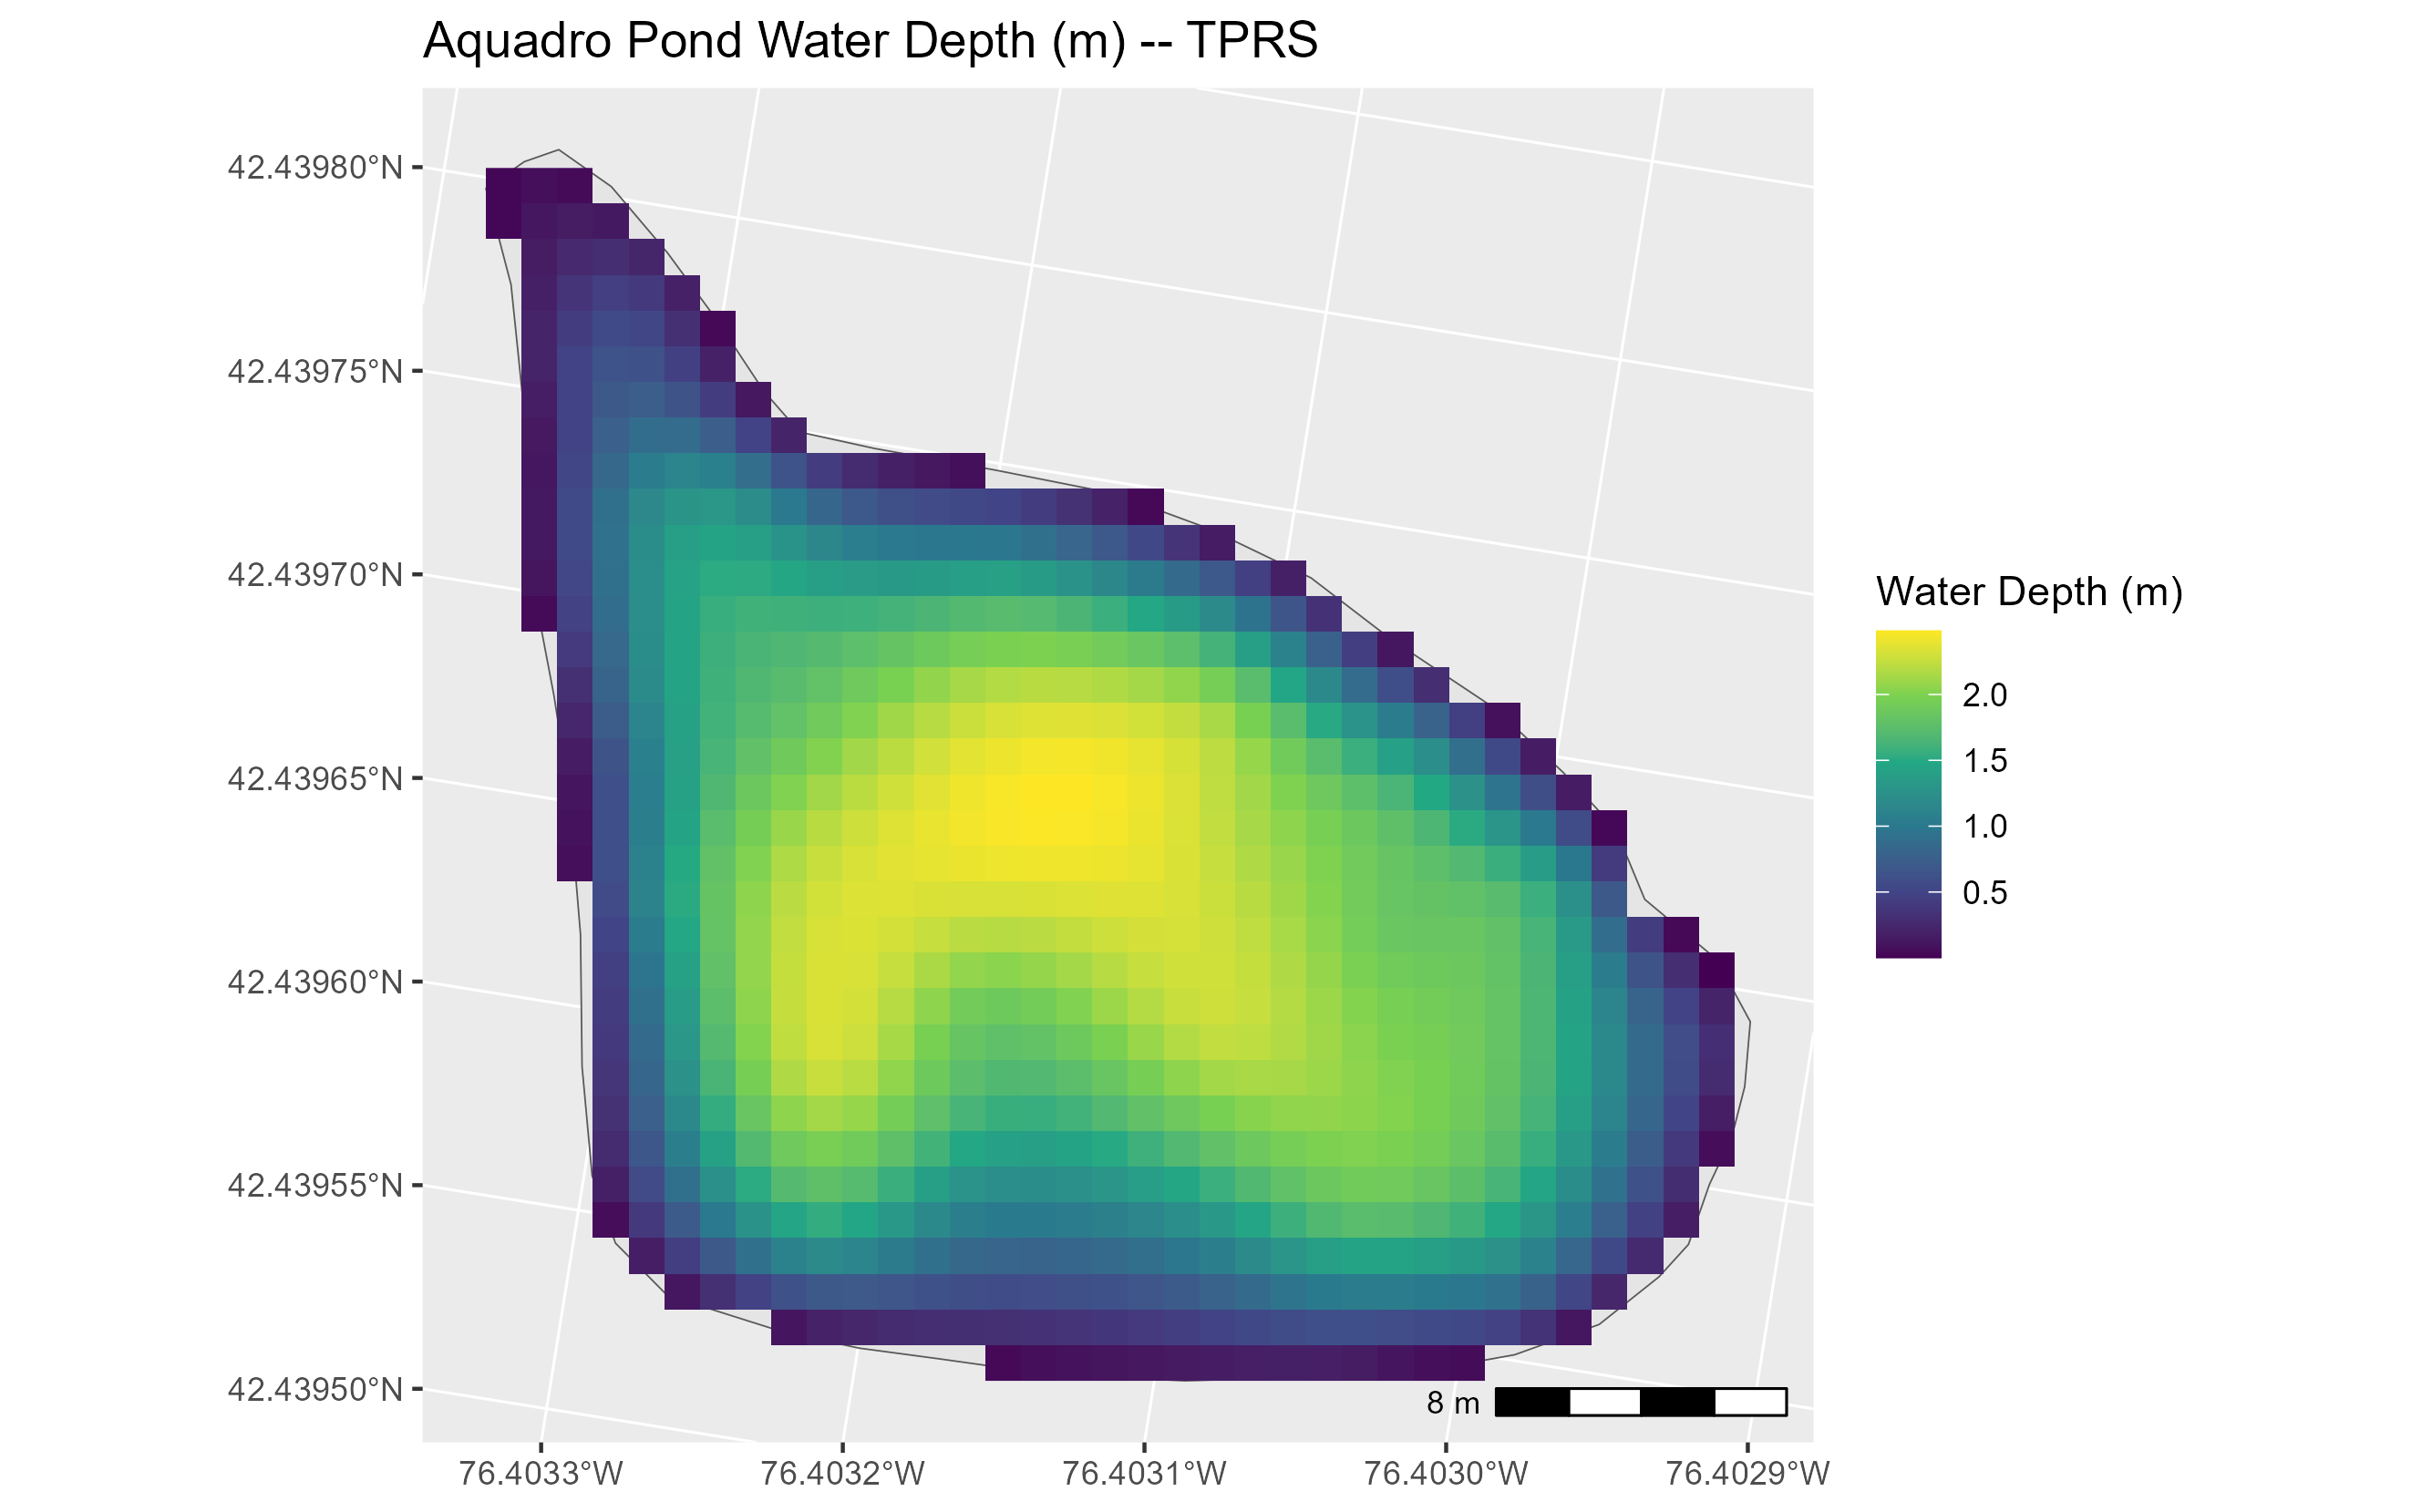 Aquadro Pond Water Depth (m) -- TPRS
42.43980°N
42.43975°N
42.43970°N
42.43965°N
42.43960°N
42.43955°N
42.43950°N
76.4033°W
76.4032°W
76.4031°W
76.4030°W
76.4029°W
8 m
Water Depth (m)
2.0
1.5
1.0
0.5